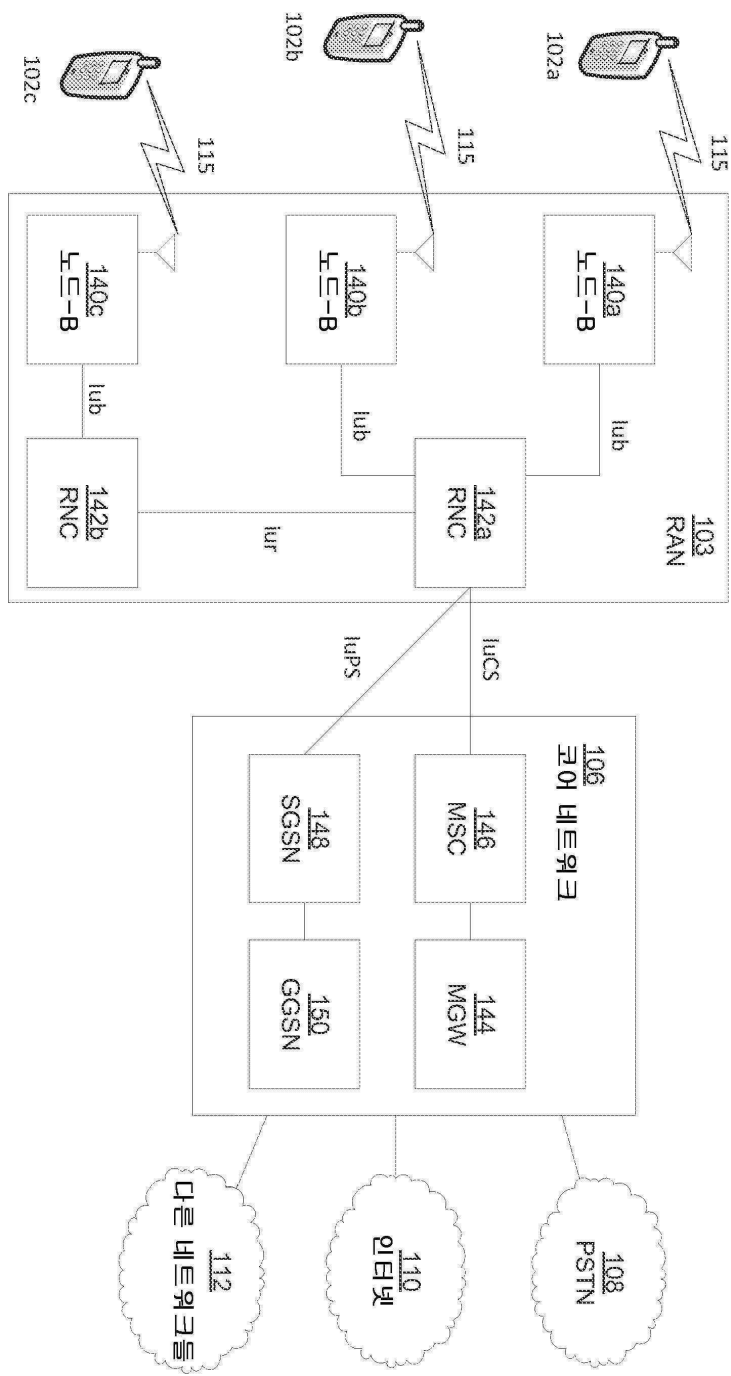 103
RAN
115
102a
140a
노드-B
Iub
108
PSTN
106
코어 네트워크
115
102b
140b
노드-B
Iub
142a
RNC
IuCS
146
MSC
144
MGW
110
인터넷
iur
IuPS
148
SGSN
150
GGSN
115
102c
140c
노드-B
Iub
142b
RNC
112
다른 네트워크들